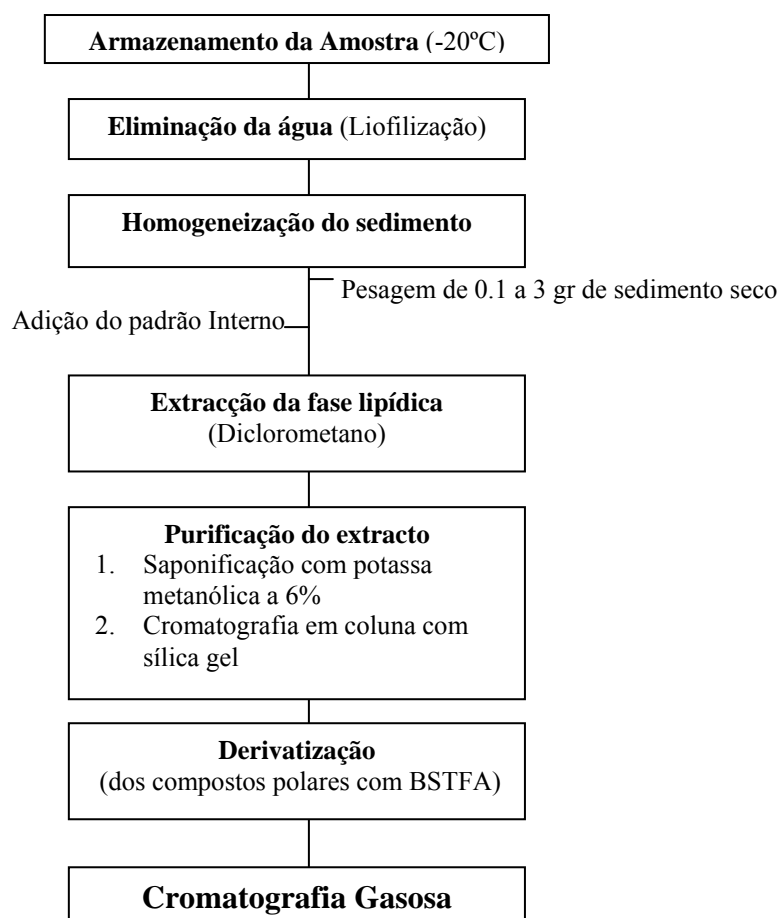 Armazenamento da Amostra (-20ºC)
Eliminação da água (Liofilização)
Homogeneização do sedimento
Pesagem de 0.1 a 3 gr de sedimento seco
Adição do padrão Interno
Extracção da fase lipídica
(Diclorometano)
Purificação do extracto
1. Saponificação com potassa
metanólica a 6%
2. Cromatografia em coluna com
sílica gel
Derivatização
(dos compostos polares com BSTFA)
Cromatografia Gasosa